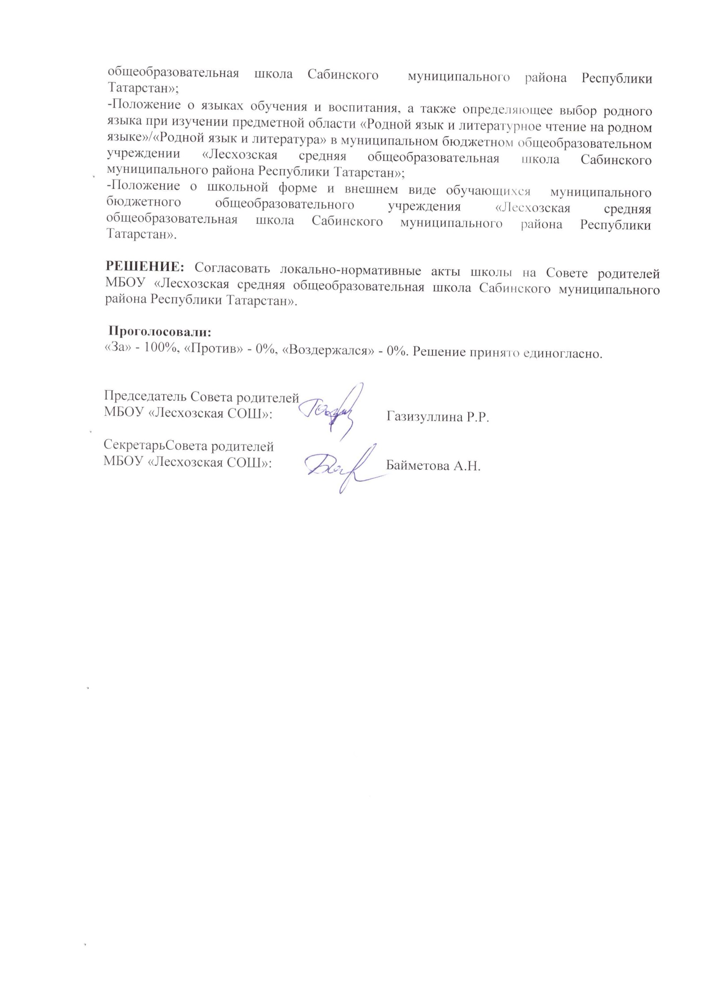 общеобразовательная школа Сабинского муниципального района Республики
Татарстан»;
-Положение о языках обучения и воспитания, а также определяющее выбор родного
языка при изучении предметной области «Родной язык и литературное чтение на родном
языке»/«Родной язык и литература» в муниципальном бюджетном общеобразовательном
учреждении «Лесхозская средняя общеобразовательная школа Сабинского
муниципального района Республики Татарстан»;
-Положение о школьной форме и внешнем виде обучающихся муниципального
бюджетного общеобразовательного учреждения «Лесхозская средняя
общеобразовательная школа Сабинского муниципального района Республики
Татарстан».
РЕШЕНИЕ: Согласовать локально-нормативные акты школы на Совете родителей
МБОУ «Лесхозская средняя общеобразовательная школа Сабинского муниципального
района Республики Татарстан».
Проголосовали:
«За» - 100%, «Против» - 0%, «Воздержался» - 0%. Решение принято единогласно.
Председатель Совета родителей
МБОУ «Лесхозская СОШ»: Газизуллина Р.Р.
СекретарьСовета родителей
МБОУ «Лесхозская СОШ»: Байметова А.Н.